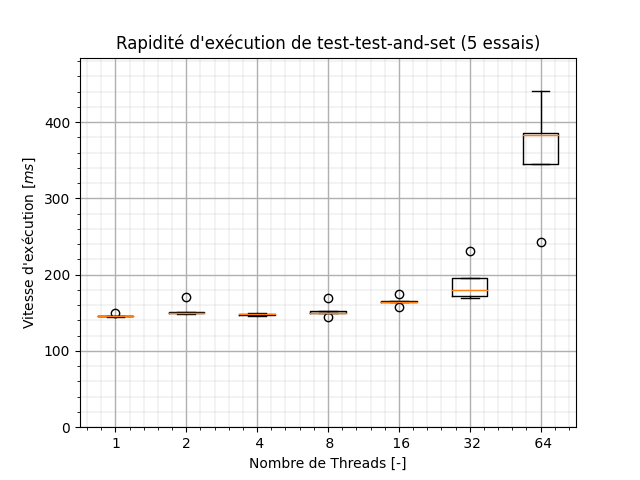 Rapidité d'exécution de test-test-and-set (5 essais)
Vitesse d'exécution [ms]
400
300
200
100
0
1 2 4 8 16 32 64
Nombre de Threads [-]